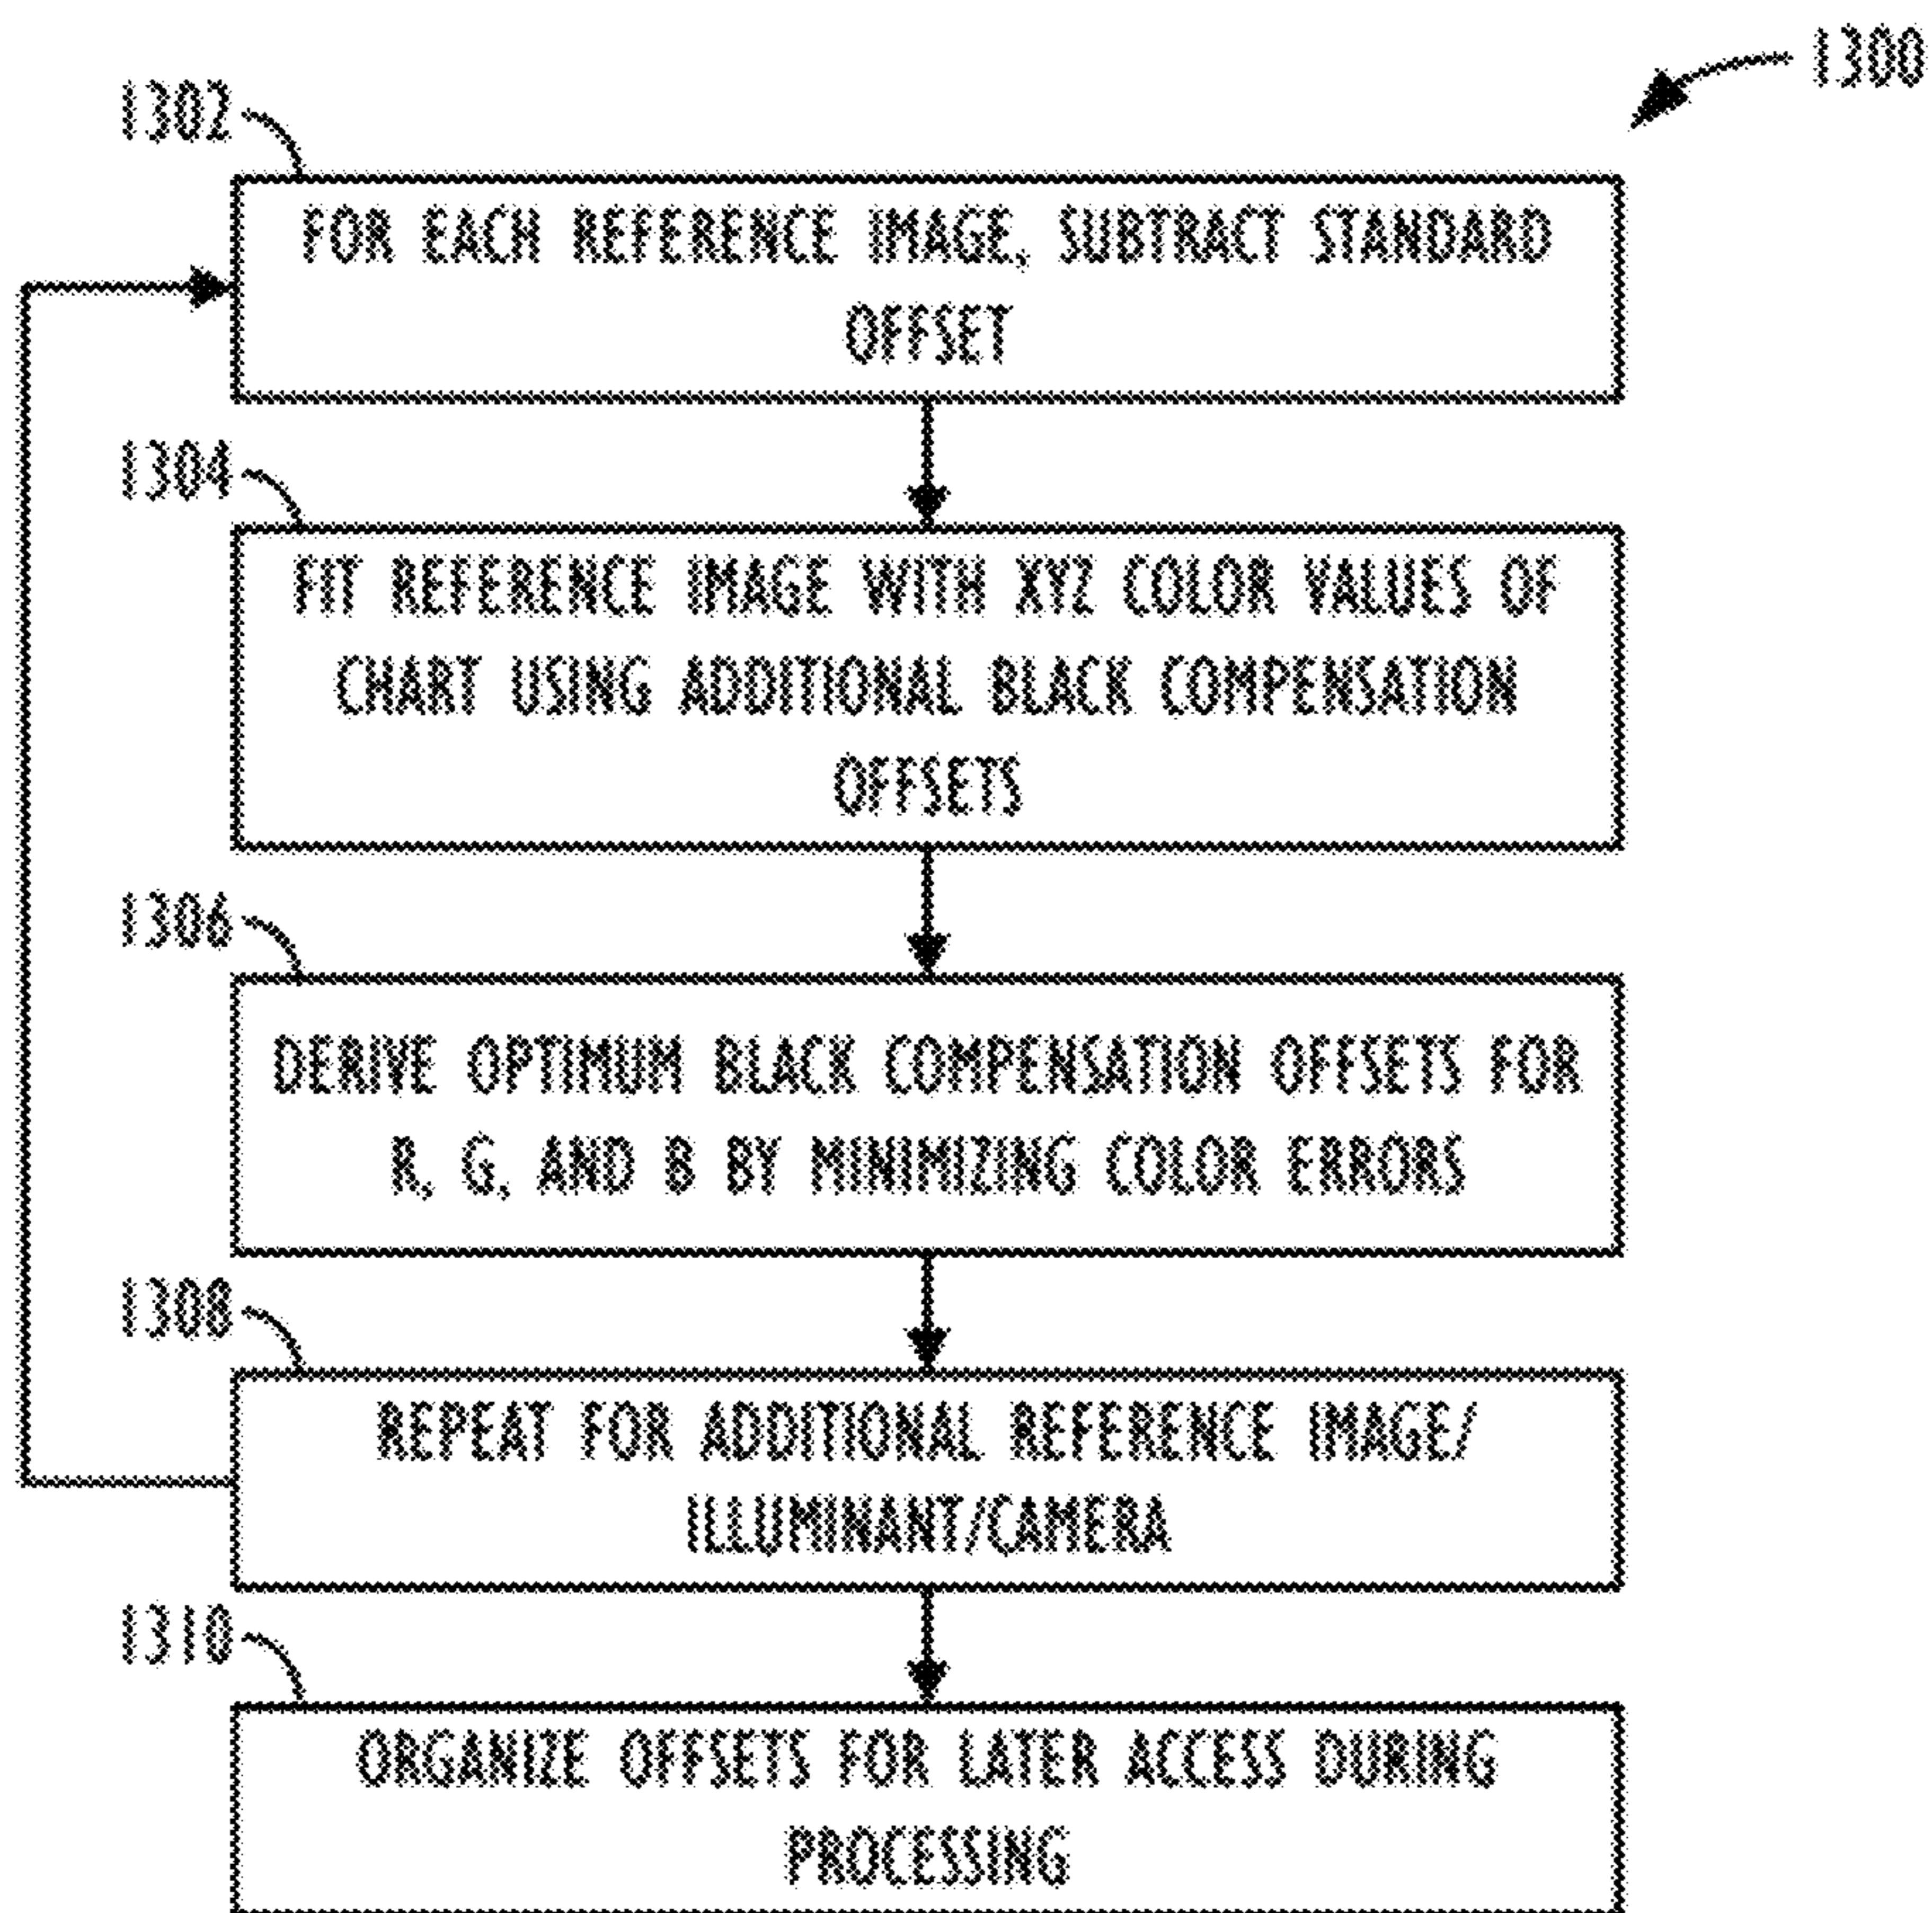 1300
1302
FOR EACH REFERENCE IMAGE, SUBTRACT STANDARD
OFFSET
1304
FIT REFERENCE IMAGE WITH XYZ COLOR VALUES OF
CHART USING ADDITIONAL BLACK COMPENSATION
OFFSETS
1306
DERIVE OPTIMUM BLACK COMPENSATION OFFSETS FOR
R, G, AND B BY MINIMIZING COLOR ERRORS
1308
REPEAT FOR ADDITIONAL REFERENCE IMAGE/
ILLUMINANT/CAMERA
1310
ORGANIZE OFFSETS FOR LATER ACCESS DURING
PROCESSING